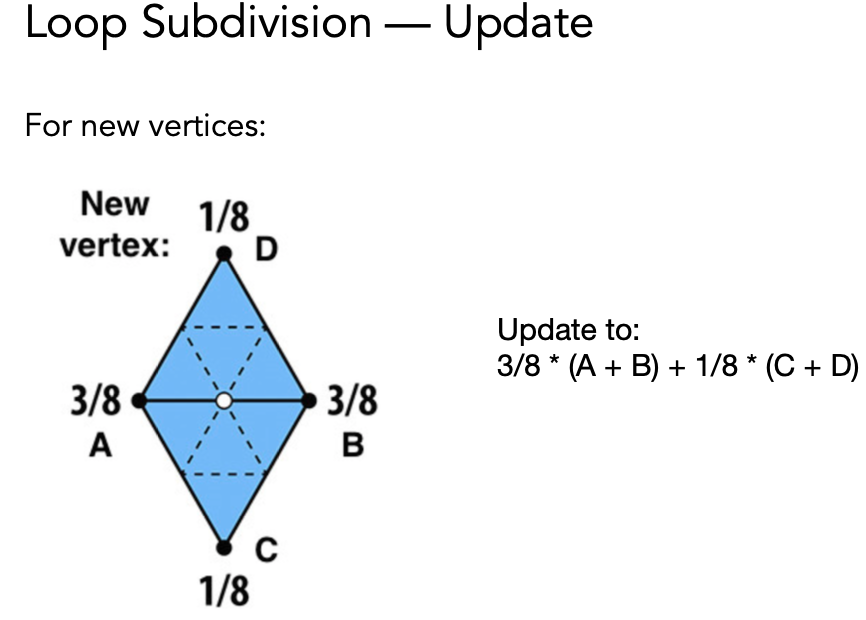 Loop Subdivision — Update
For new vertices:
New
vertex:
1/8
D
3/8
A
3/8
B
C
1/8
Update to:
3/8 * (A + B) + 1/8 * (C + D)